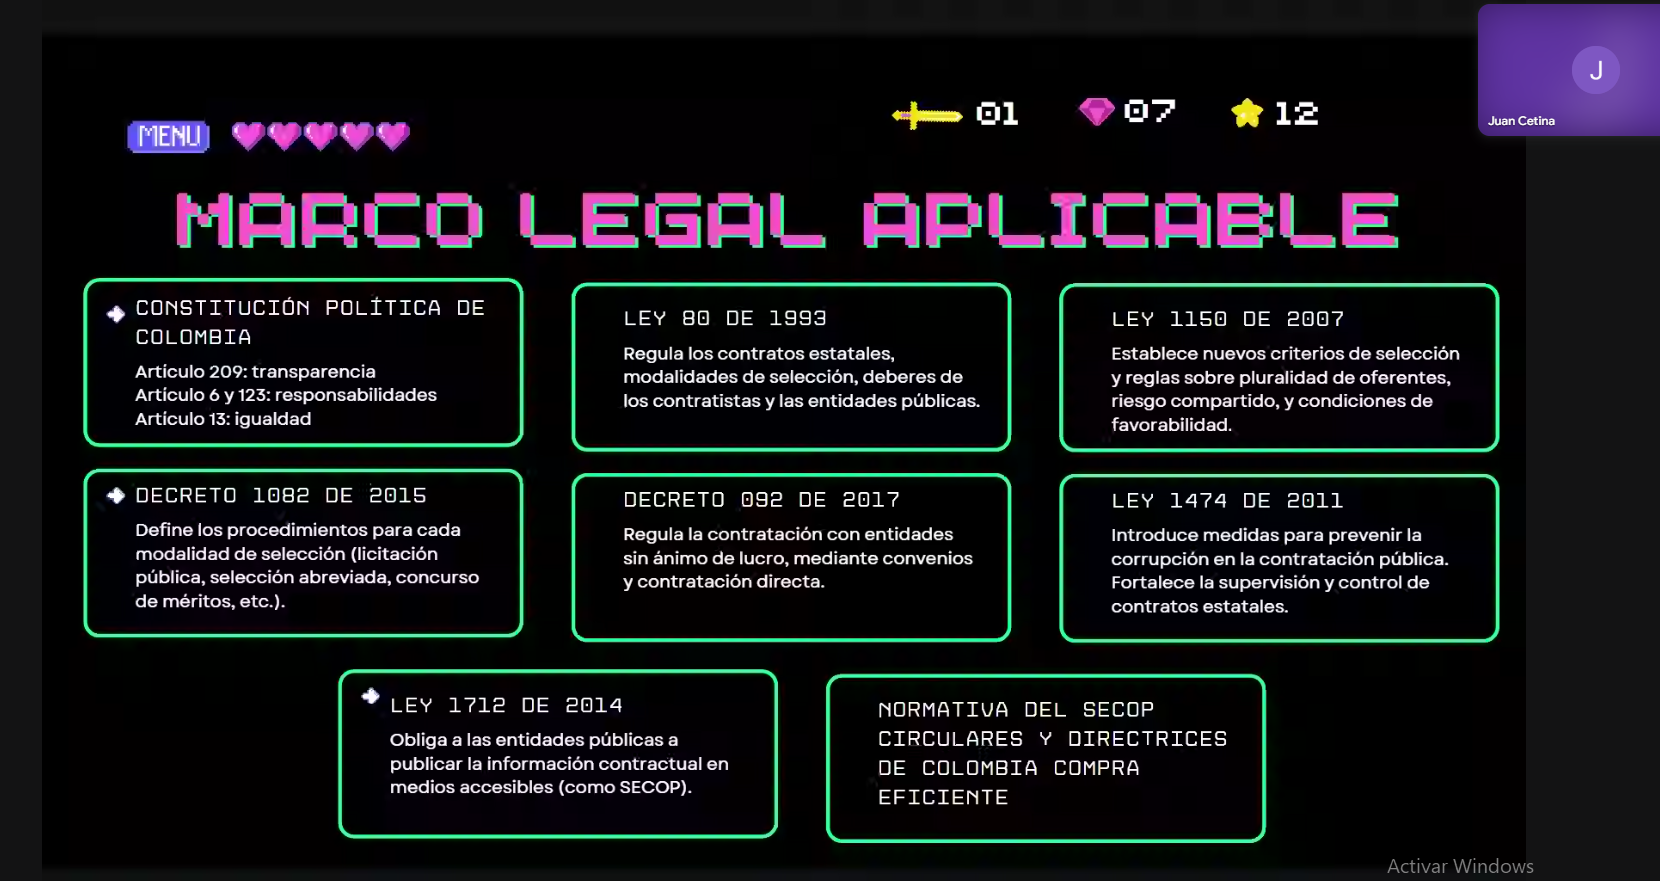 J
Juan Cetina
MENU
01
07
12
MARCO LEGAL APLICABLE
CONSTITUCIÓN POLÍTICA DE
COLOMBIA
Artículo 209: transparencia
Artículo 6 y 123: responsabilidades
Artículo 13: igualdad
LEY 80 DE 1993
Regula los contratos estatales,
modalidades de selección, deberes de
los contratistas y las entidades públicas.
LEY 1150 DE 2007
Establece nuevos criterios de selección
y reglas sobre pluralidad de oferentes,
riesgo compartido, y condiciones de
favorabilidad.
DECRETO 1082 DE 2015
Define los procedimientos para cada
modalidad de selección (licitación
pública, selección abreviada, concurso
de méritos, etc.).
DECRETO 092 DE 2017
Regula la contratación con entidades
sin ánimo de lucro, mediante convenios
y contratación directa.
LEY 1474 DE 2011
Introduce medidas para prevenir la
corrupción en la contratación pública.
Fortalece la supervisión y control de
contratos estatales.
LEY 1712 DE 2014
Obliga a las entidades públicas a
publicar la información contractual en
medios accesibles (como SECOP).
NORMATIVA DEL SECOP
CIRCULARES Y DIRECTRICES
DE COLOMBIA COMPRA
EFICIENTE
Activar Windows